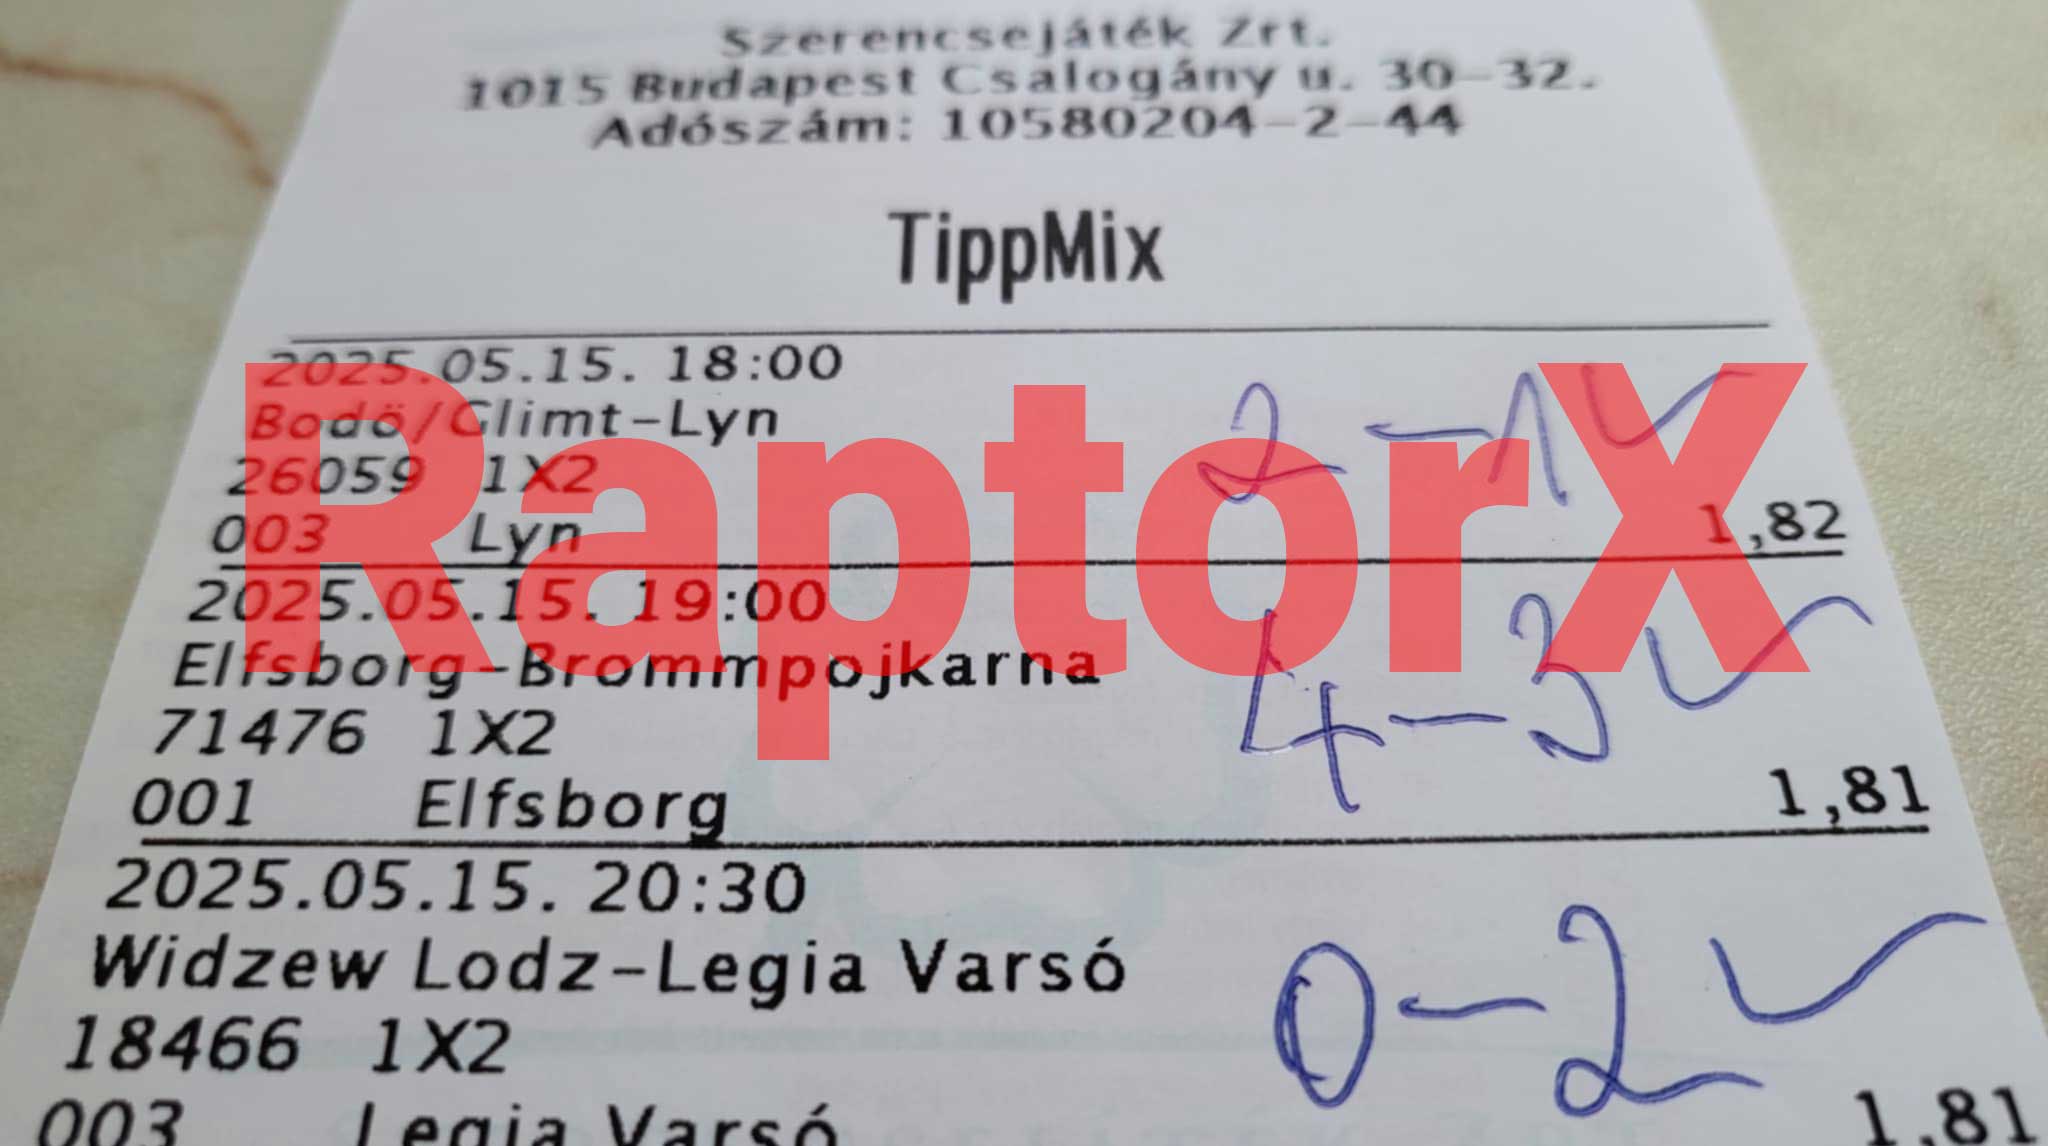 Szerencsejáték Zrt.
1015 Budapest Csalogány u. 30-32.
Adószám: 10580204-2-44
TippMix
2025.05.15. 18:00
Bodö/Glimt-Lyn
2-1
26059 1X2
003 Lyn 1,82
RaptorX
2025.05.15. 19:00
Elfsborg-Brommpojkarna
4-3
71476 1X2
001 Elfsborg 1,81
2025.05.15. 20:30
Widzew Lodz-Legia Varsó
0-2
18466 1X2
003 Legia Varsó 1,81